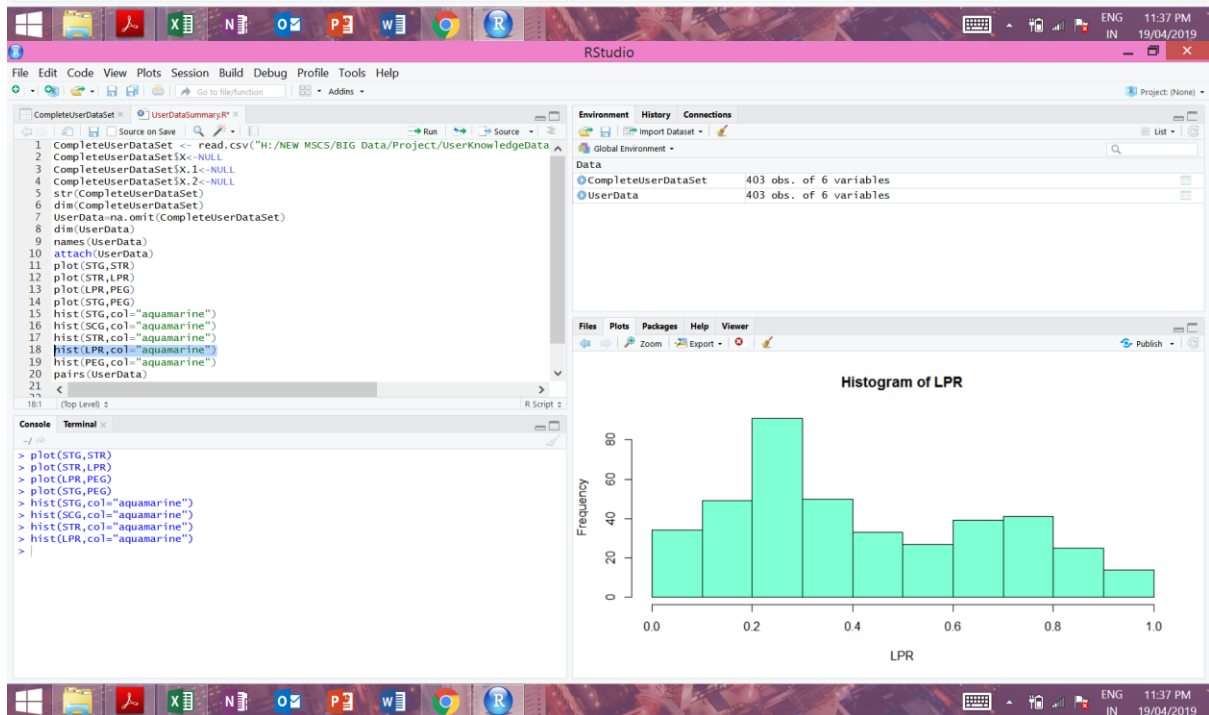 ENG 11:37 PM
IN 19/04/2019
RStudio
File Edit Code View Plots Session Build Debug Profile Tools Help
Go to file/function Addins Project: (None)
CompleteUserDataSet UserDataSummary.R*
Source on Save Run Source
1 CompleteUserDataSet <- read.csv("H:/NEW MSCS/BIG Data/Project/UserKnowledgeData
2 CompleteUserDataSet$X<-NULL
3 CompleteUserDataSet$X.1<-NULL
4 CompleteUserDataSet$X.2<-NULL
5 str(CompleteUserDataSet)
6 dim(CompleteUserDataSet)
7 UserData=na.omit(CompleteUserDataSet)
8 dim(UserData)
9 names(UserData)
10 attach(UserData)
11 plot(STG,STR)
12 plot(STR,LPR)
13 plot(LPR,PEG)
14 plot(STG,PEG)
15 hist(STG,col="aquamarine")
16 hist(SCG,col="aquamarine")
17 hist(STR,col="aquamarine")
18 hist(LPR,col="aquamarine")
19 hist(PEG,col="aquamarine")
20 pairs(UserData)
21
18:1 (Top Level) R Script
Console Terminal
~/
> plot(STG,STR)
> plot(STR,LPR)
> plot(LPR,PEG)
> plot(STG,PEG)
> hist(STG,col="aquamarine")
> hist(SCG,col="aquamarine")
> hist(STR,col="aquamarine")
> hist(LPR,col="aquamarine")
>
Environment History Connections
Import Dataset List
Global Environment
Data
CompleteUserDataSet 403 obs. of 6 variables
UserData 403 obs. of 6 variables
Files Plots Packages Help Viewer
Zoom Export Publish
Histogram of LPR
Frequency
80
60
40
20
0
0.0 0.2 0.4 0.6 0.8 1.0
LPR
ENG 11:37 PM
IN 19/04/2019